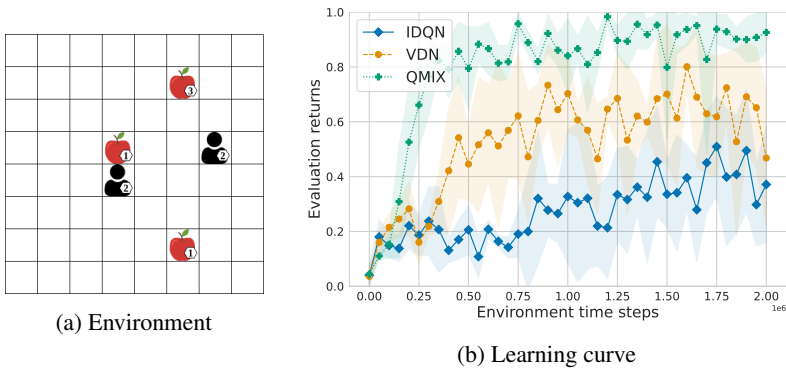 3
1
2
2
1
(a) Environment
IDQN
VDN
QMIX
Evaluation returns
1.0
0.8
0.6
0.4
0.2
0.0
0.00 0.25 0.50 0.75 1.00 1.25 1.50 1.75 2.00
Environment time steps
1e6
(b) Learning curve